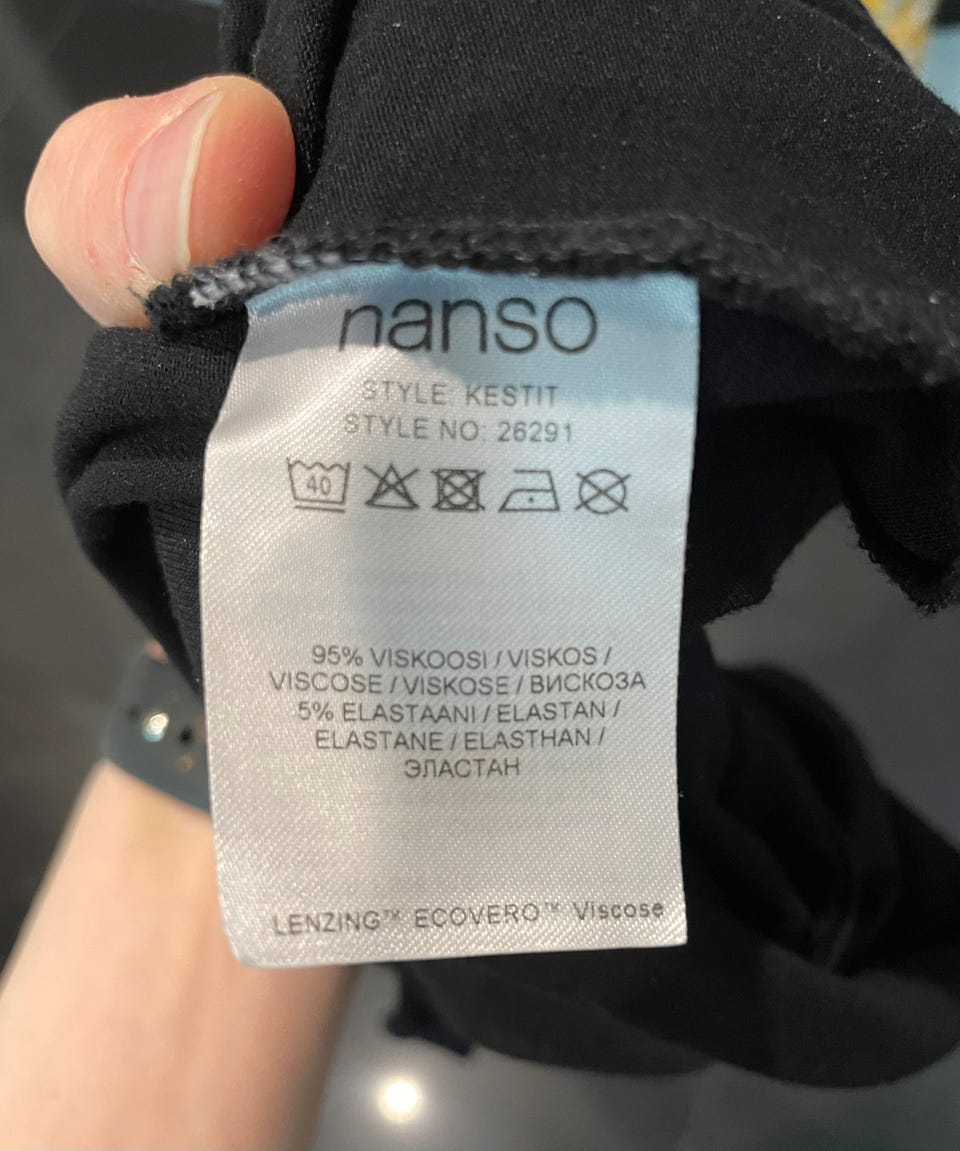 nanso
STYLE: KESTIT
STYLE NO: 26291
40
95% VISKOOSI / VISKOS /
VISCOSE / VISKOSE / ВИСКОЗА
5% ELASTAANI / ELASTAN /
ELASTANE / ELASTHAN /
ЭЛАСТАН
LENZING™ ECOVERO™ Viscose